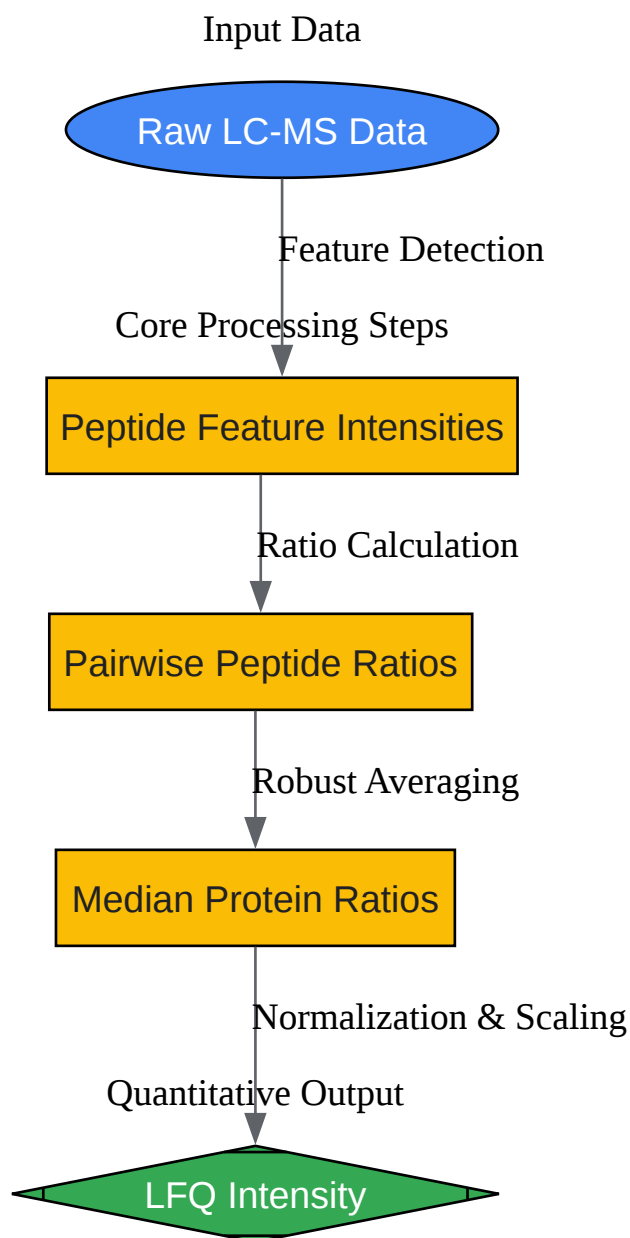 Input Data
Raw LC-MS Data
Feature Detection
Core Processing Steps
Peptide Feature Intensities
Ratio Calculation
Pairwise Peptide Ratios
Robust Averaging
Median Protein Ratios
Normalization & Scaling
Quantitative Output
LFQ Intensity